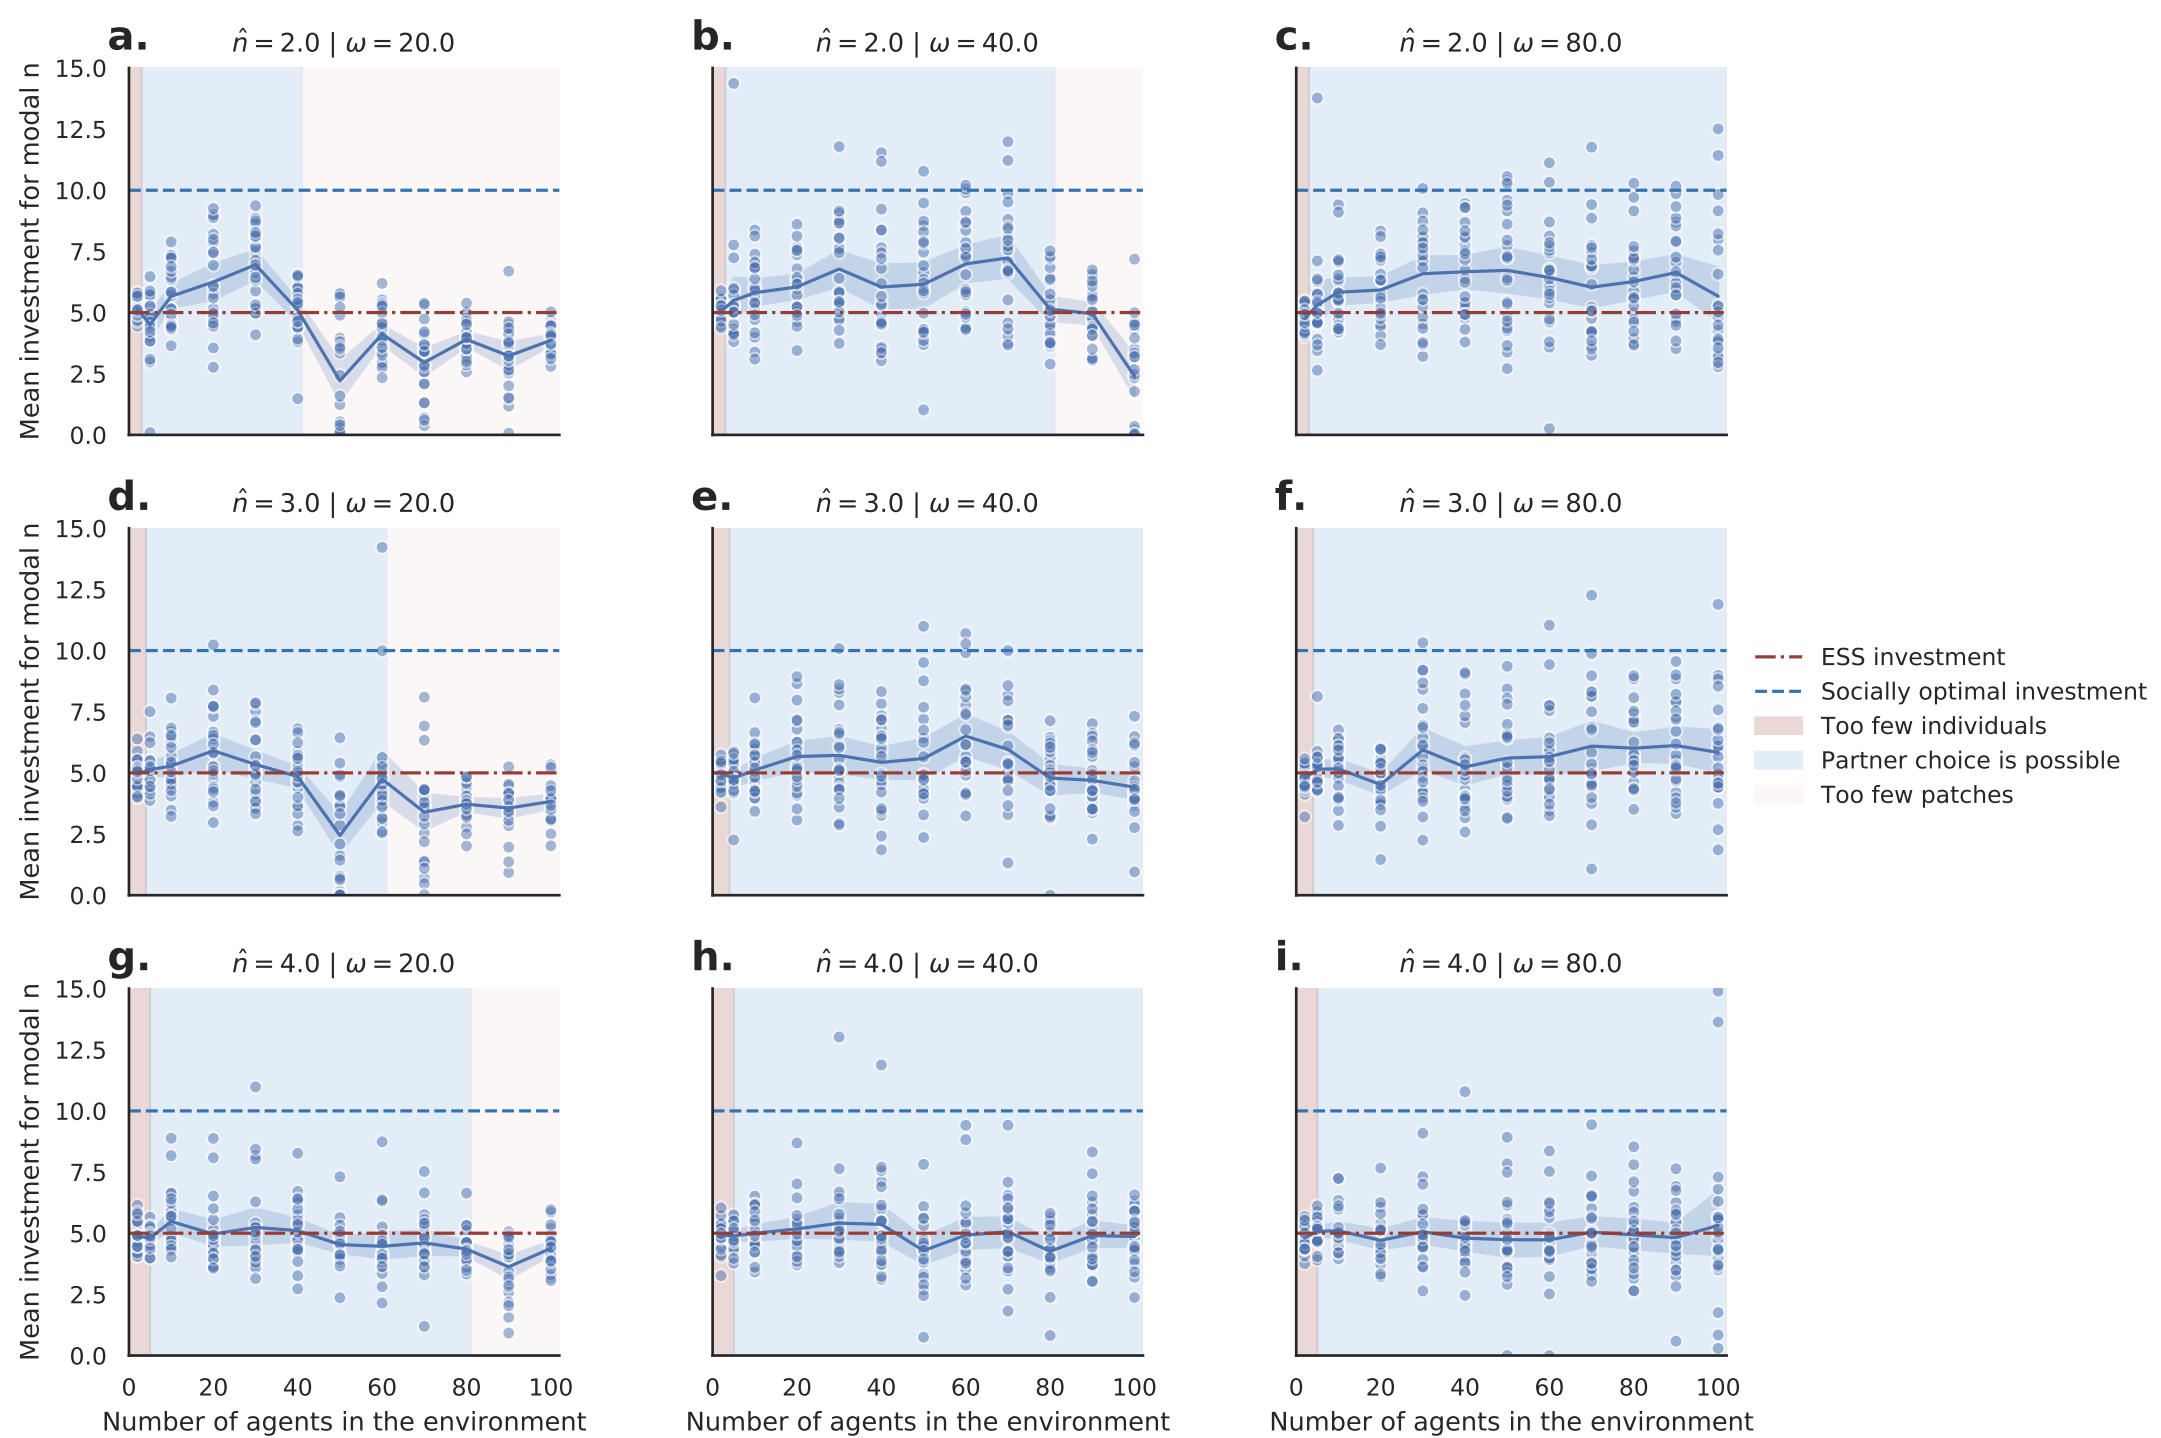 a. n̂ = 2.0 | ω = 20.0
b. n̂ = 2.0 | ω = 40.0
c. n̂ = 2.0 | ω = 80.0
Mean investment for modal n
15.0
12.5
10.0
7.5
5.0
2.5
0.0
d. n̂ = 3.0 | ω = 20.0
e. n̂ = 3.0 | ω = 40.0
f. n̂ = 3.0 | ω = 80.0
Mean investment for modal n
15.0
12.5
10.0
7.5
5.0
2.5
0.0
ESS investment
Socially optimal investment
Too few individuals
Partner choice is possible
Too few patches
g. n̂ = 4.0 | ω = 20.0
h. n̂ = 4.0 | ω = 40.0
i. n̂ = 4.0 | ω = 80.0
Mean investment for modal n
15.0
12.5
10.0
7.5
5.0
2.5
0.0
0 20 40 60 80 100
0 20 40 60 80 100
0 20 40 60 80 100
Number of agents in the environment
Number of agents in the environment
Number of agents in the environment